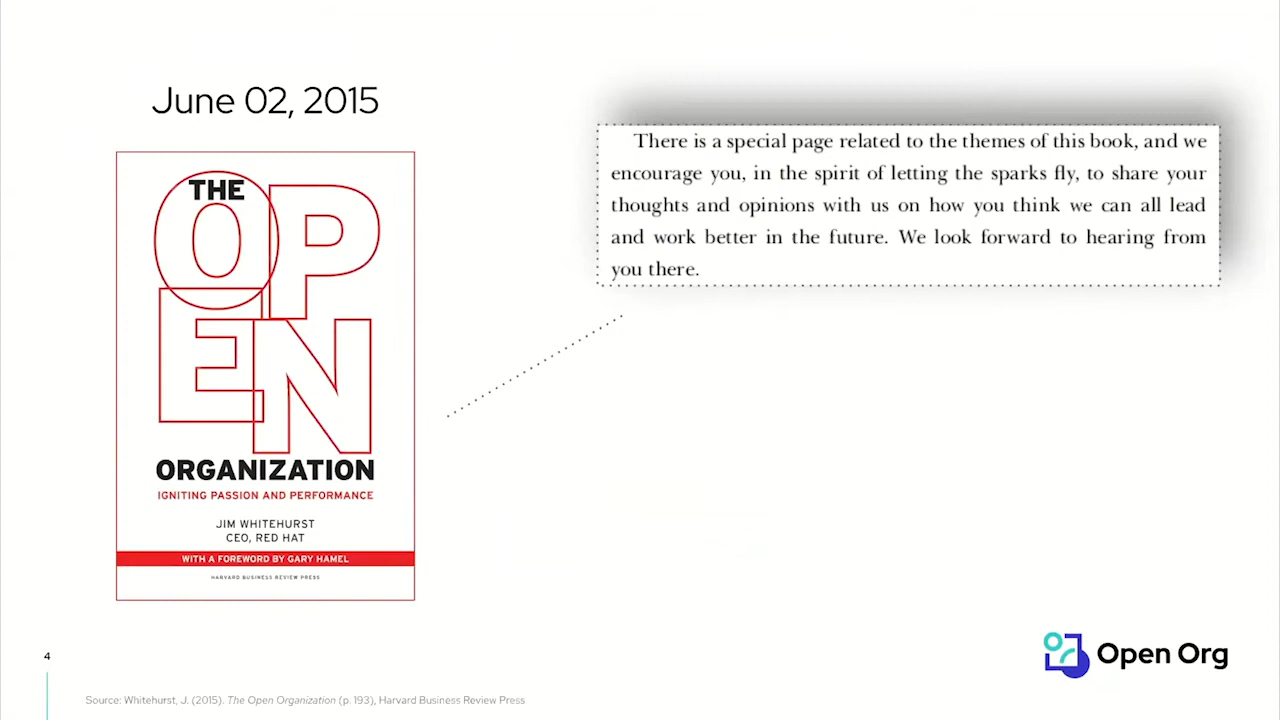 June 02, 2015
THE
OPEN
ORGANIZATION
IGNITING PASSION AND PERFORMANCE
JIM WHITEHURST
CEO, RED HAT
WITH A FOREWORD BY GARY HAMEL
HARVARD BUSINESS REVIEW PRESS
There is a special page related to the themes of this book, and we
encourage you, in the spirit of letting the sparks fly, to share your
thoughts and opinions with us on how you think we can all lead
and work better in the future. We look forward to hearing from
you there.
4
Open Org
Source: Whitehurst, J. (2015). The Open Organization (p. 193), Harvard Business Review Press